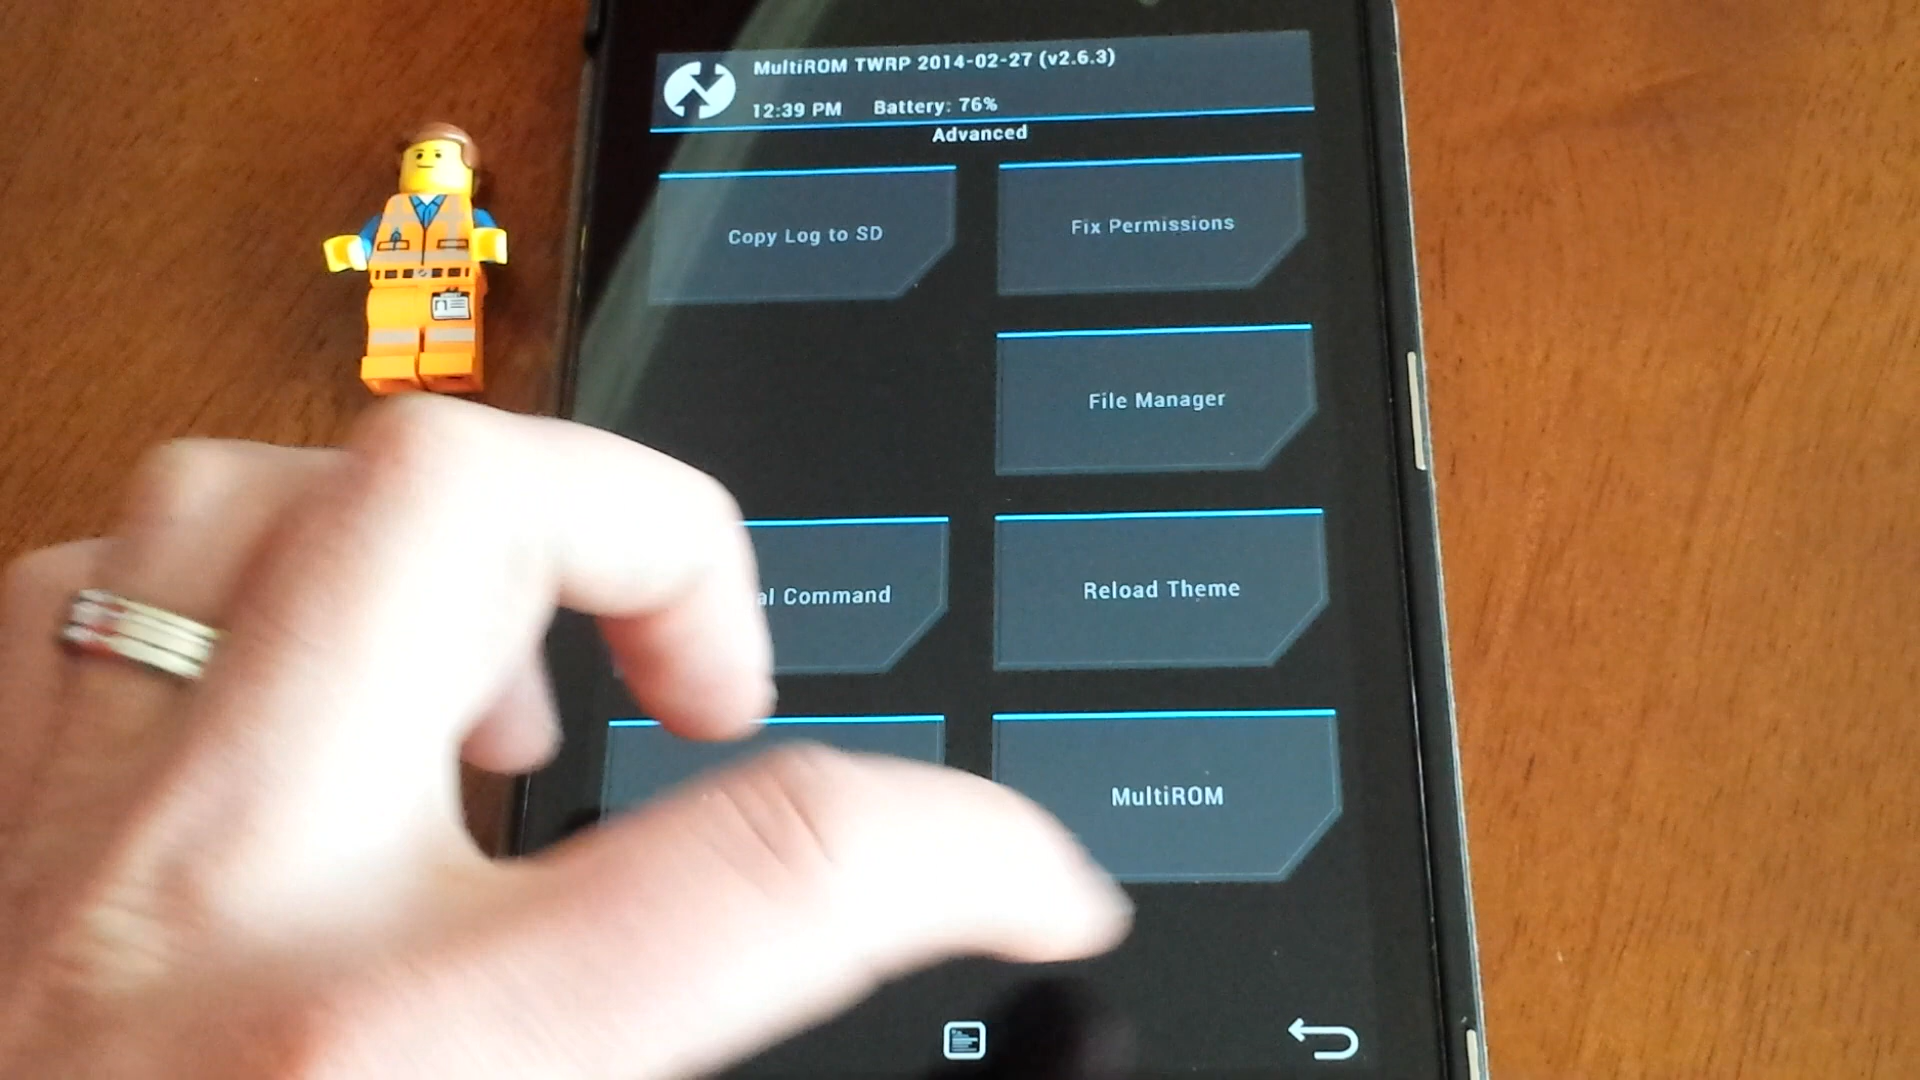 MultiROM TWRP 2014-02-27 (v2.6.3)
12:39 PM Battery: 76%
Advanced
Copy Log to SD
Fix Permissions
File Manager
Command
Reload Theme
MultiROM